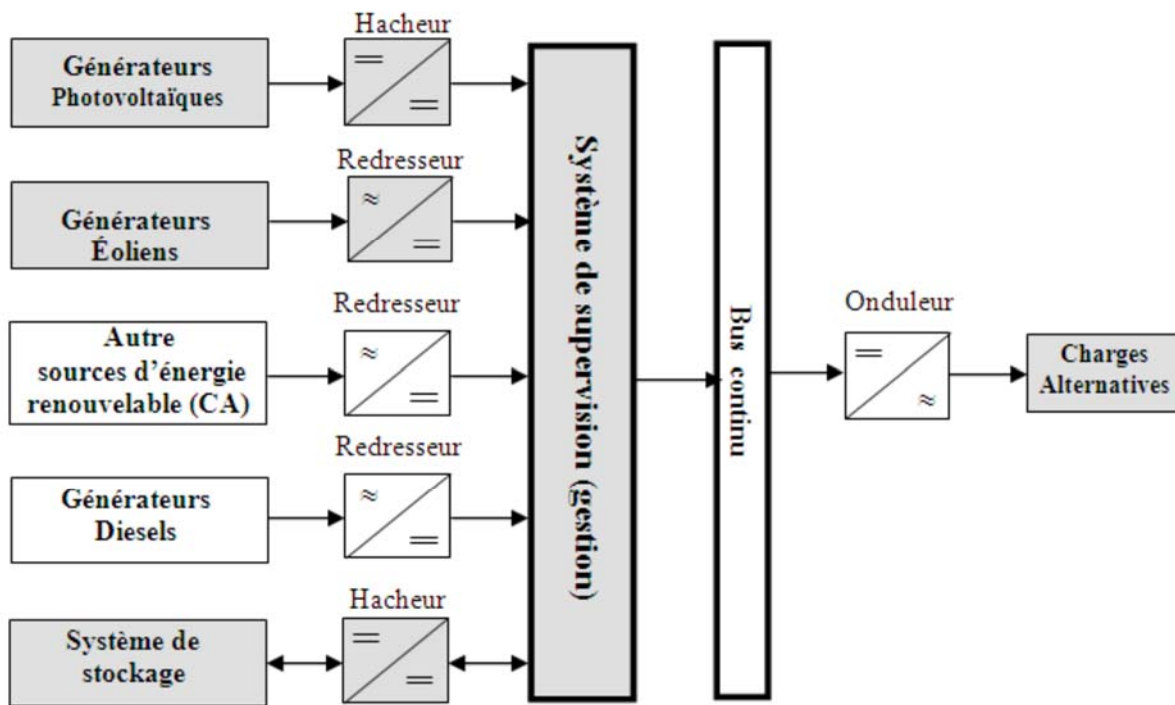 Hacheur
Générateurs
Photovoltaïques
Redresseur
Générateurs
Éoliens
Redresseur
Autre
sources d'énergie
renouvelable (CA)
Redresseur
Générateurs
Diesels
Hacheur
Système de
stockage
Système de supervision (gestion)
Bus continu
Onduleur
Charges
Alternatives